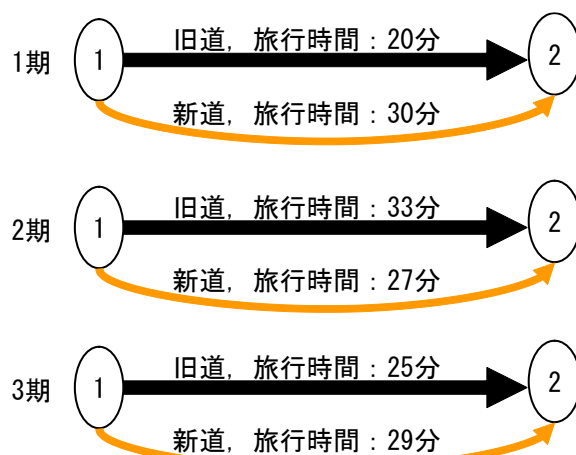 旧道, 旅行時間：20分
1期
1
2
新道, 旅行時間：30分
旧道, 旅行時間：33分
2期
1
2
新道, 旅行時間：27分
旧道, 旅行時間：25分
3期
1
2
新道, 旅行時間：29分